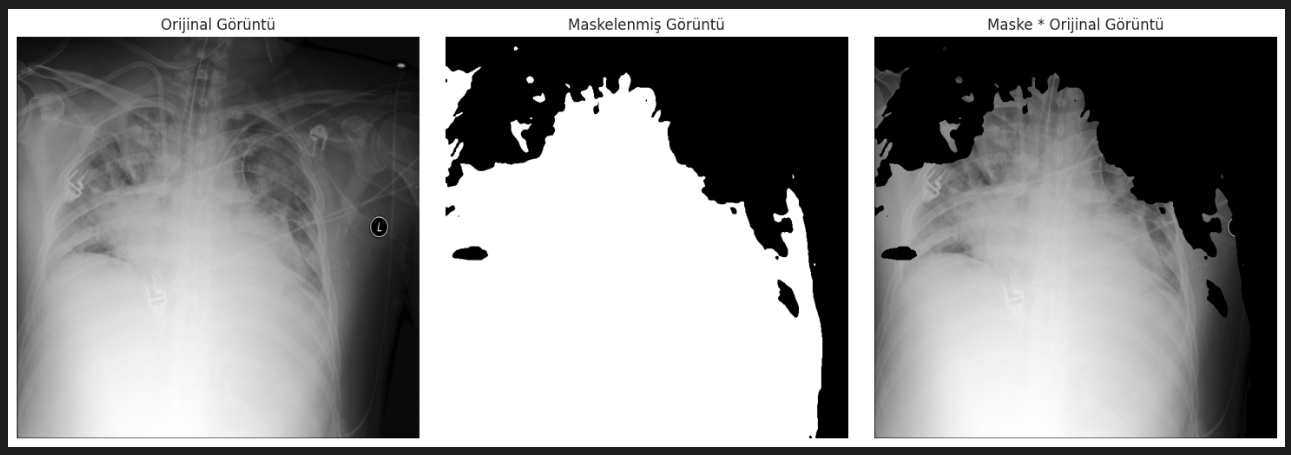 Orijinal Görüntü
Maskelenmiş Görüntü
Maske * Orijinal Görüntü
L